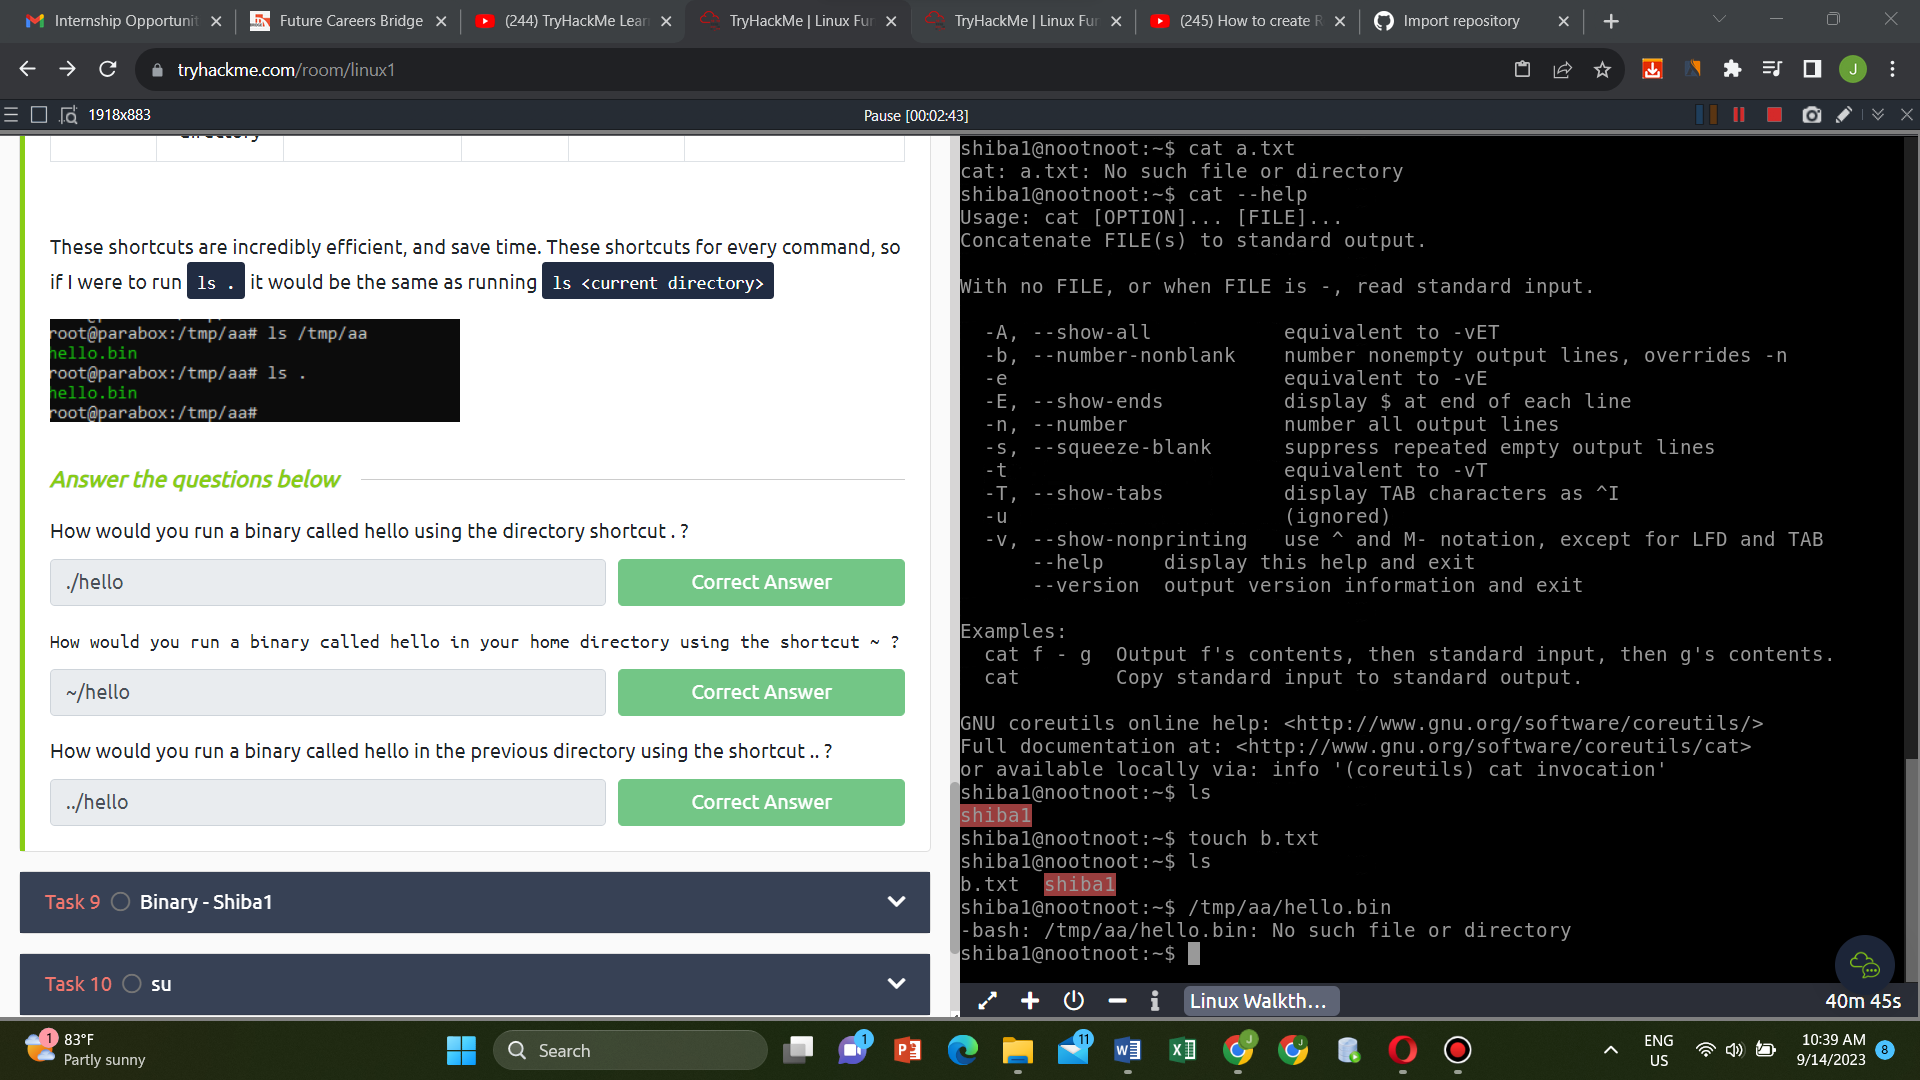 Internship Opportunit
Future Careers Bridge
(244) TryHackMe Lear
TryHackMe | Linux Fur
TryHackMe | Linux Fur
(245) How to create R
Import repository
tryhackme.com/room/linux1
J
1918x883
Pause [00:02:43]
directory
These shortcuts are incredibly efficient, and save time. These shortcuts for every command, so
if I were to run ls . it would be the same as running ls <current directory>
root@parabox:/tmp/aa# ls /tmp/aa
hello.bin
root@parabox:/tmp/aa# ls .
hello.bin
root@parabox:/tmp/aa#
Answer the questions below
How would you run a binary called hello using the directory shortcut . ?
./hello
Correct Answer
How would you run a binary called hello in your home directory using the shortcut ~ ?
~/hello
Correct Answer
How would you run a binary called hello in the previous directory using the shortcut .. ?
../hello
Correct Answer
Task 9 Binary - Shiba1
Task 10 su
shiba1@nootnoot:~$ cat a.txt
cat: a.txt: No such file or directory
shiba1@nootnoot:~$ cat --help
Usage: cat [OPTION]... [FILE]...
Concatenate FILE(s) to standard output.
With no FILE, or when FILE is -, read standard input.
-A, --show-all equivalent to -vET
-b, --number-nonblank number nonempty output lines, overrides -n
-e equivalent to -vE
-E, --show-ends display $ at end of each line
-n, --number number all output lines
-s, --squeeze-blank suppress repeated empty output lines
-t equivalent to -vT
-T, --show-tabs display TAB characters as ^I
-u (ignored)
-v, --show-nonprinting use ^ and M- notation, except for LFD and TAB
--help display this help and exit
--version output version information and exit
Examples:
cat f - g Output f's contents, then standard input, then g's contents.
cat Copy standard input to standard output.
GNU coreutils online help: <http://www.gnu.org/software/coreutils/>
Full documentation at: <http://www.gnu.org/software/coreutils/cat>
or available locally via: info '(coreutils) cat invocation'
shiba1@nootnoot:~$ ls
shiba1
shiba1@nootnoot:~$ touch b.txt
shiba1@nootnoot:~$ ls
b.txt shiba1
shiba1@nootnoot:~$ /tmp/aa/hello.bin
-bash: /tmp/aa/hello.bin: No such file or directory
shiba1@nootnoot:~$
Linux Walkth...
40m 45s
1
83°F
Partly sunny
Search
1
11
J
J
ENG
US
10:39 AM
9/14/2023
8